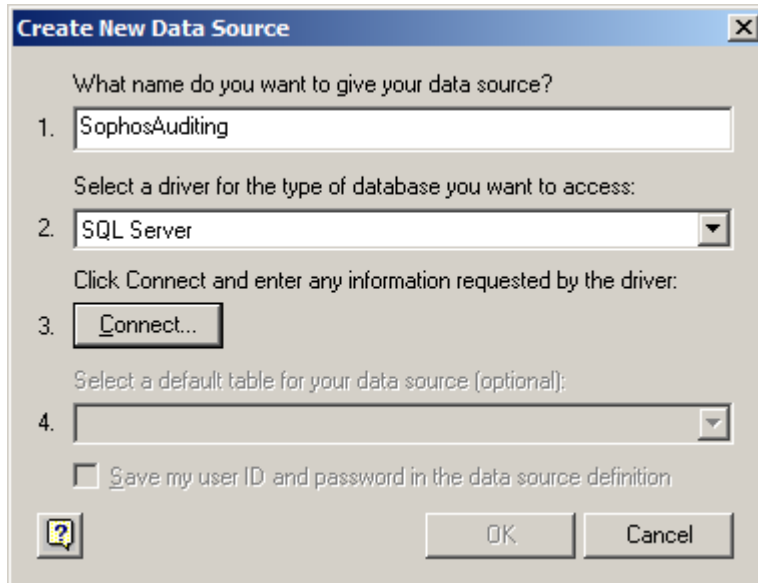 Create New Data Source
What name do you want to give your data source?
1. SophosAuditing
Select a driver for the type of database you want to access:
2. SQL Server
Click Connect and enter any information requested by the driver:
3. Connect...
Select a default table for your data source (optional):
4.
Save my user ID and password in the data source definition
? OK Cancel